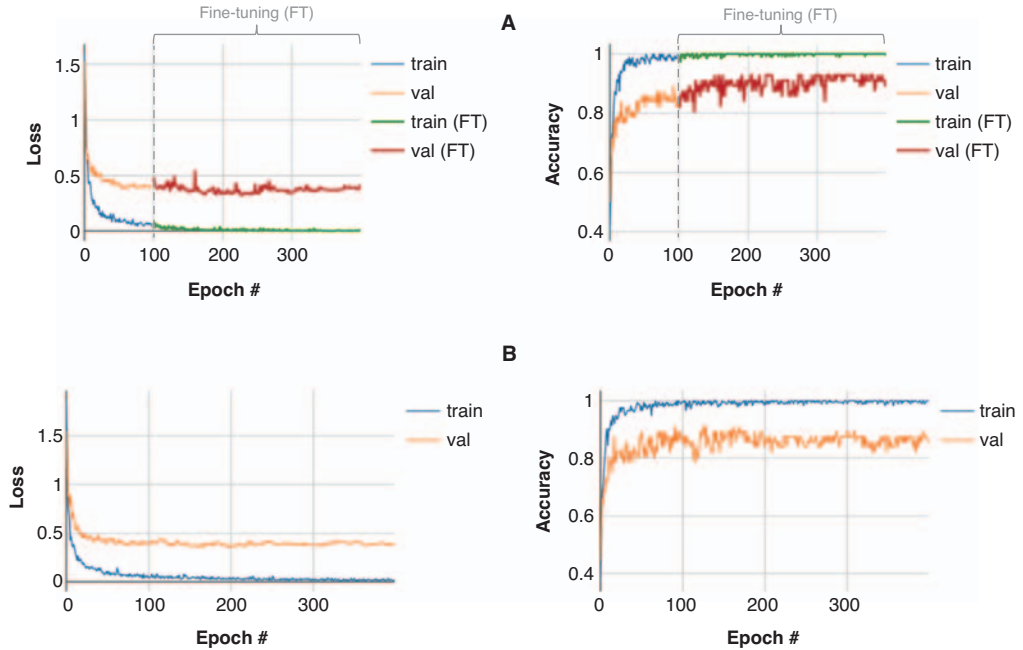 Fine-tuning (FT)
A
Fine-tuning (FT)
1.5
1
0.5
0
Loss
0
100
200
300
Epoch #
train
val
train (FT)
val (FT)
1
0.8
0.6
0.4
Accuracy
0
100
200
300
Epoch #
train
val
train (FT)
val (FT)
B
1.5
1
0.5
0
Loss
0
100
200
300
Epoch #
train
val
1
0.8
0.6
0.4
Accuracy
0
100
200
300
Epoch #
train
val